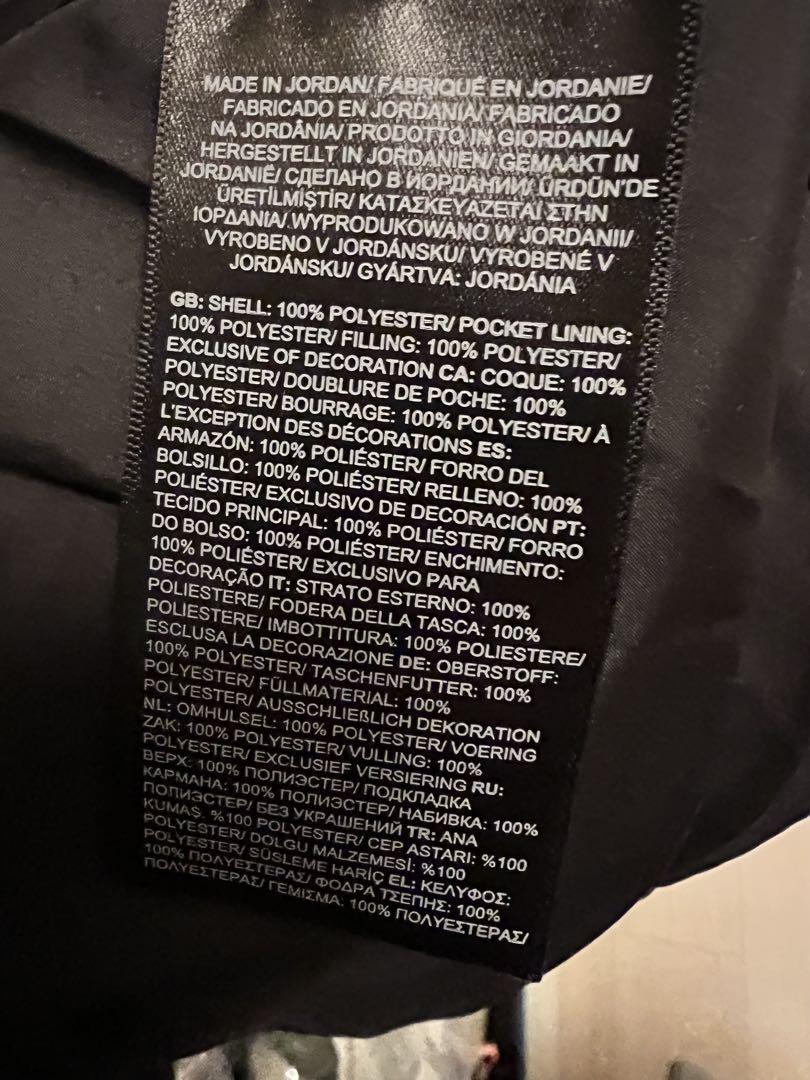 MADE IN JORDAN/ FABRIQUÉ EN JORDANIE/
FABRICADO EN JORDANIA/ FABRICADO
NA JORDÂNIA/ PRODOTTO IN GIORDANIA/
HERGESTELLT IN JORDANIEN/ GEMAAKT IN
JORDANIË/ СДЕЛАНО В ИОРДАНИИ/ ÜRDÜN'DE
ÜRETİLMİŞTİR/ ΚΑΤΑΣΚΕΥΑΖΕΤΑΙ ΣΤΗΝ
ΙΟΡΔΑΝΙΑ/ WYPRODUKOWANO W JORDANII/
VYROBENO V JORDÁNSKU/ VYROBENÉ V
JORDÁNSKU/ GYÁRTVA: JORDÁNIA
GB: SHELL: 100% POLYESTER/ POCKET LINING:
100% POLYESTER/ FILLING: 100% POLYESTER/
EXCLUSIVE OF DECORATION CA: COQUE: 100%
POLYESTER/ DOUBLURE DE POCHE: 100%
POLYESTER/ BOURRAGE: 100% POLYESTER/ À
L'EXCEPTION DES DÉCORATIONS ES:
ARMAZÓN: 100% POLIÉSTER/ FORRO DEL
BOLSILLO: 100% POLIÉSTER/ RELLENO: 100%
POLIÉSTER/ EXCLUSIVO DE DECORACIÓN PT:
TECIDO PRINCIPAL: 100% POLIÉSTER/ FORRO
DO BOLSO: 100% POLIÉSTER/ ENCHIMENTO:
100% POLIÉSTER/ EXCLUSIVO PARA
DECORAÇÃO IT: STRATO ESTERNO: 100%
POLIESTERE/ FODERA DELLA TASCA: 100%
POLIESTERE/ IMBOTTITURA: 100% POLIESTERE/
ESCLUSA LA DECORAZIONE DE: OBERSTOFF:
100% POLYESTER/ TASCHENFUTTER: 100%
POLYESTER/ FÜLLMATERIAL: 100%
POLYESTER/ AUSSCHLIEßLICH DEKORATION
NL: OMHULSEL: 100% POLYESTER/ VOERING
ZAK: 100% POLYESTER/ VULLING: 100%
POLYESTER/ EXCLUSIEF VERSIERING RU:
ВЕРХ: 100% ПОЛИЭСТЕР/ ПОДКЛАДКА
КАРМАНА: 100% ПОЛИЭСТЕР/ НАБИВКА: 100%
ПОЛИЭСТЕР/ БЕЗ УКРАШЕНИЙ TR: ANA
KUMAŞ: %100 POLYESTER/ CEP ASTARI: %100
POLYESTER/ DOLGU MALZEMESİ: %100
POLYESTER/ SÜSLEME HARİÇ EL: ΚΕΛΥΦΟΣ:
100% ΠΟΛΥΕΣΤΕΡΑΣ/ ΦΟΔΡΑ ΤΣΕΠΗΣ: 100%
ΠΟΛΥΕΣΤΕΡΑΣ/ ΓΕΜΙΣΜΑ: 100% ΠΟΛΥΕΣΤΕΡΑΣ/